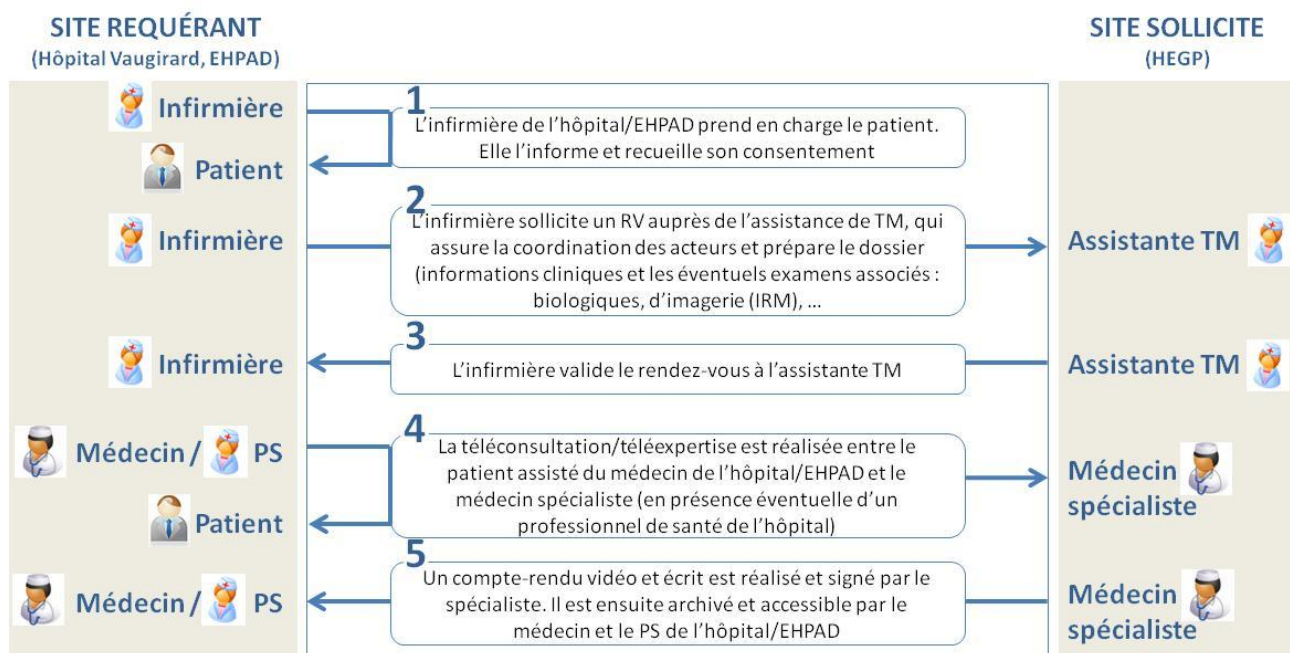 SITE REQUÉRANT
(Hôpital Vaugirard, EHPAD)
SITE SOLLICITE
(HEGP)
Infirmière
Patient
1
L'infirmière de l'hôpital/EHPAD prend en charge le patient.
Elle l'informe et recueille son consentement
Infirmière
2
L'infirmière sollicite un RV auprès de l'assistance de TM, qui
assure la coordination des acteurs et prépare le dossier
(informations cliniques et les éventuels examens associés :
biologiques, d'imagerie (IRM), ...
Assistante TM
Infirmière
3
L'infirmière valide le rendez-vous à l'assistante TM
Assistante TM
Médecin / PS
Patient
4
La téléconsultation/téléexpertise est réalisée entre le
patient assisté du médecin de l'hôpital/EHPAD et le
médecin spécialiste (en présence éventuelle d'un
professionnel de santé de l'hôpital)
Médecin
spécialiste
Médecin / PS
5
Un compte-rendu vidéo et écrit est réalisé et signé par le
spécialiste. Il est ensuite archivé et accessible par le
médecin et le PS de l'hôpital/EHPAD
Médecin
spécialiste